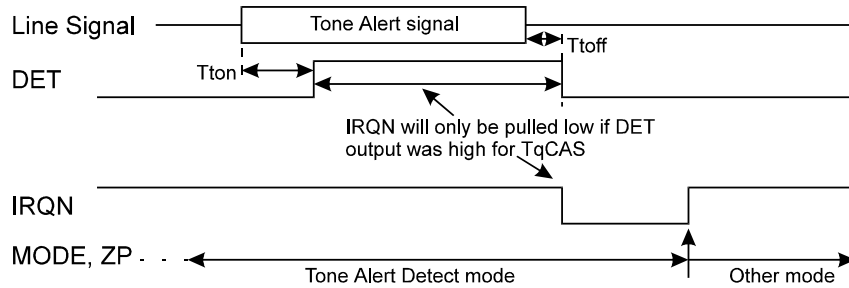 Line Signal
Tone Alert signal
Ttoff
Tton
DET
IRQN will only be pulled low if DET
output was high for TqCAS
IRQN
MODE, ZP
Tone Alert Detect mode
Other mode